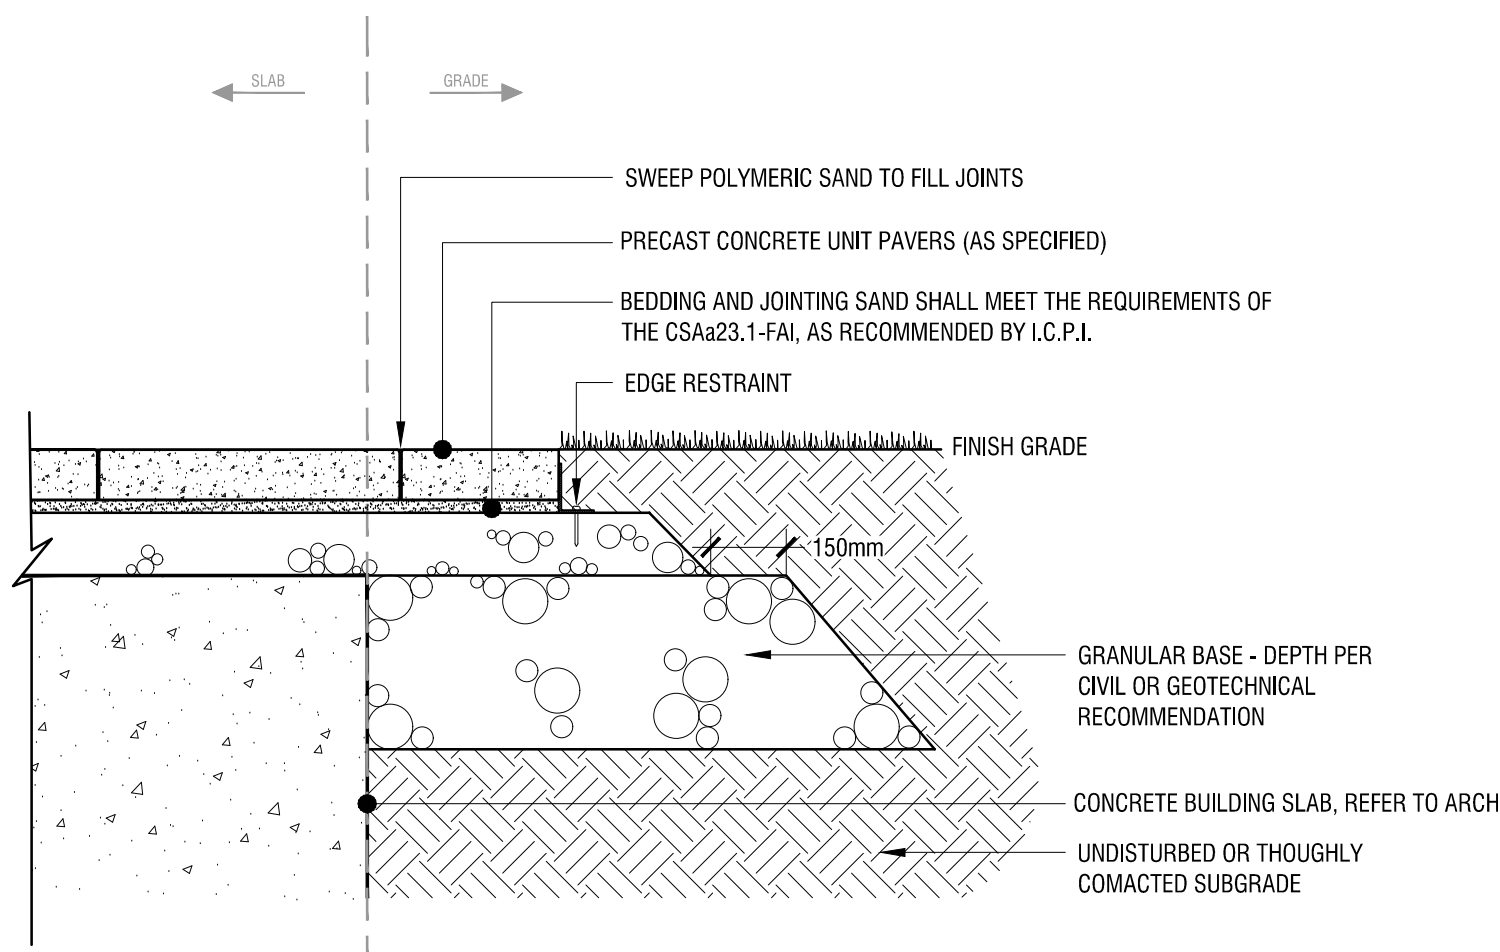 SLAB
GRADE
SWEEP POLYMERIC SAND TO FILL JOINTS
PRECAST CONCRETE UNIT PAVERS (AS SPECIFIED)
BEDDING AND JOINTING SAND SHALL MEET THE REQUIREMENTS OF
THE CSAa23.1-FAI, AS RECOMMENDED BY I.C.P.I.
EDGE RESTRAINT
FINISH GRADE
150mm
GRANULAR BASE - DEPTH PER
CIVIL OR GEOTECHNICAL
RECOMMENDATION
CONCRETE BUILDING SLAB, REFER TO ARCH
UNDISTURBED OR THOUGHLY
COMACTED SUBGRADE